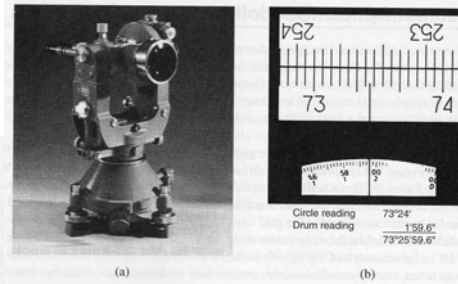 254 253
73 74
Circle reading 73°24'
Drum reading 1'59.6"
73°25'59.6"
(a) (b)